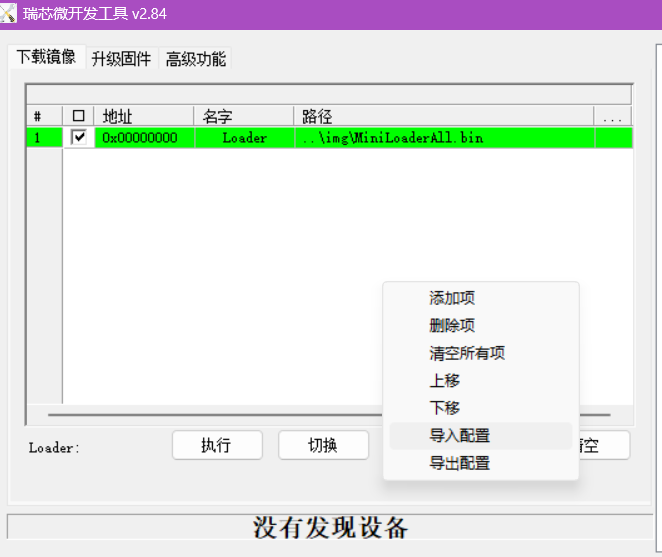 瑞芯微开发工具 v2.84
下载镜像 升级固件 高级功能
# 地址 名字 路径 ...
1 0x00000000 Loader ..\img\MiniLoaderAll.bin
添加项
删除项
清空所有项
上移
下移
导入配置
导出配置
Loader: 执行 切换 空
没有发现设备